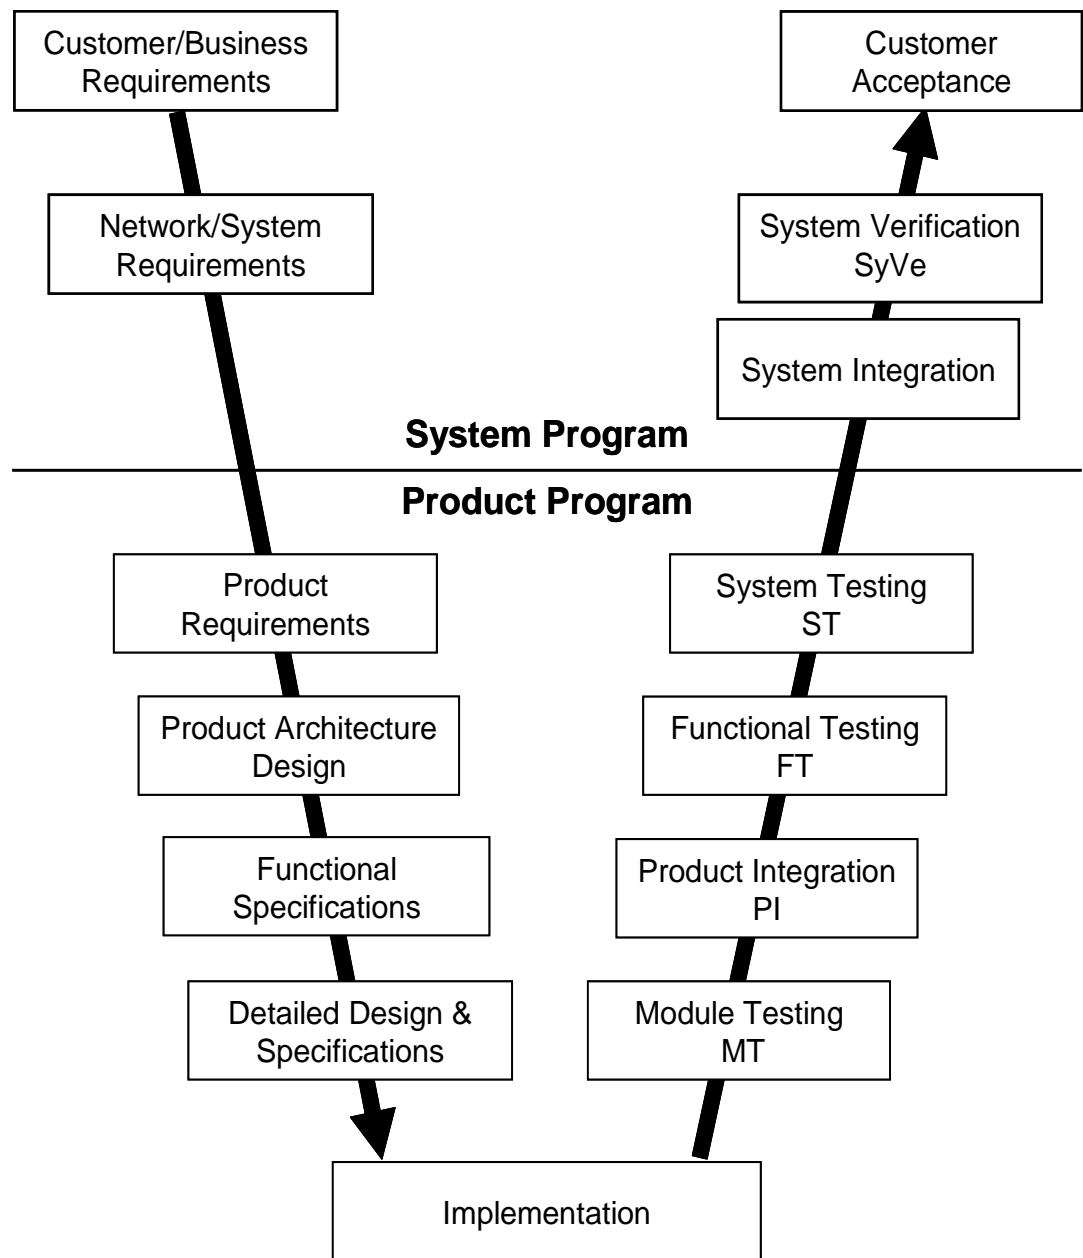 Customer/Business
Requirements
Customer
Acceptance
Network/System
Requirements
System Verification
SyVe
System Integration
System Program
Product Program
Product
Requirements
System Testing
ST
Product Architecture
Design
Functional Testing
FT
Functional
Specifications
Product Integration
PI
Detailed Design &
Specifications
Module Testing
MT
Implementation